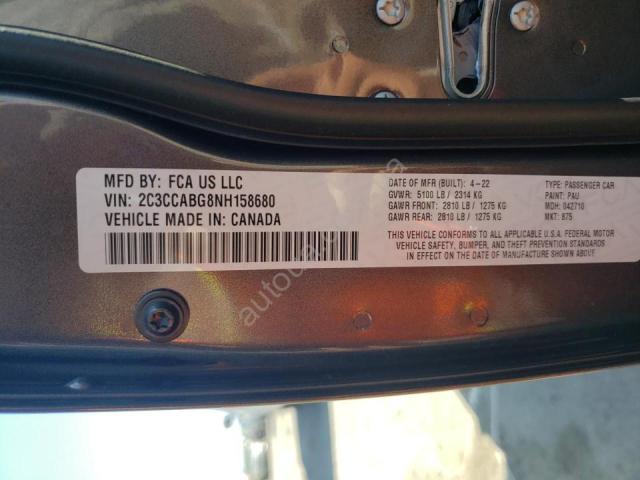 MFD BY: FCA US LLC
VIN: 2C3CCABG8NH158680
VEHICLE MADE IN: CANADA
DATE OF MFR (BUILT): 4-22
GVWR: 5100 LB / 2314 KG
GAWR FRONT: 2810 LB / 1275 KG
GAWR REAR: 2810 LB / 1275 KG
TYPE: PASSENGER CAR
PAINT: PAU
MDH: 042710
MKT: 875
THIS VEHICLE CONFORMS TO ALL APPLICABLE U.S.A. FEDERAL MOTOR
VEHICLE SAFETY, BUMPER, AND THEFT PREVENTION STANDARDS
IN EFFECT ON THE DATE OF MANUFACTURE SHOWN ABOVE